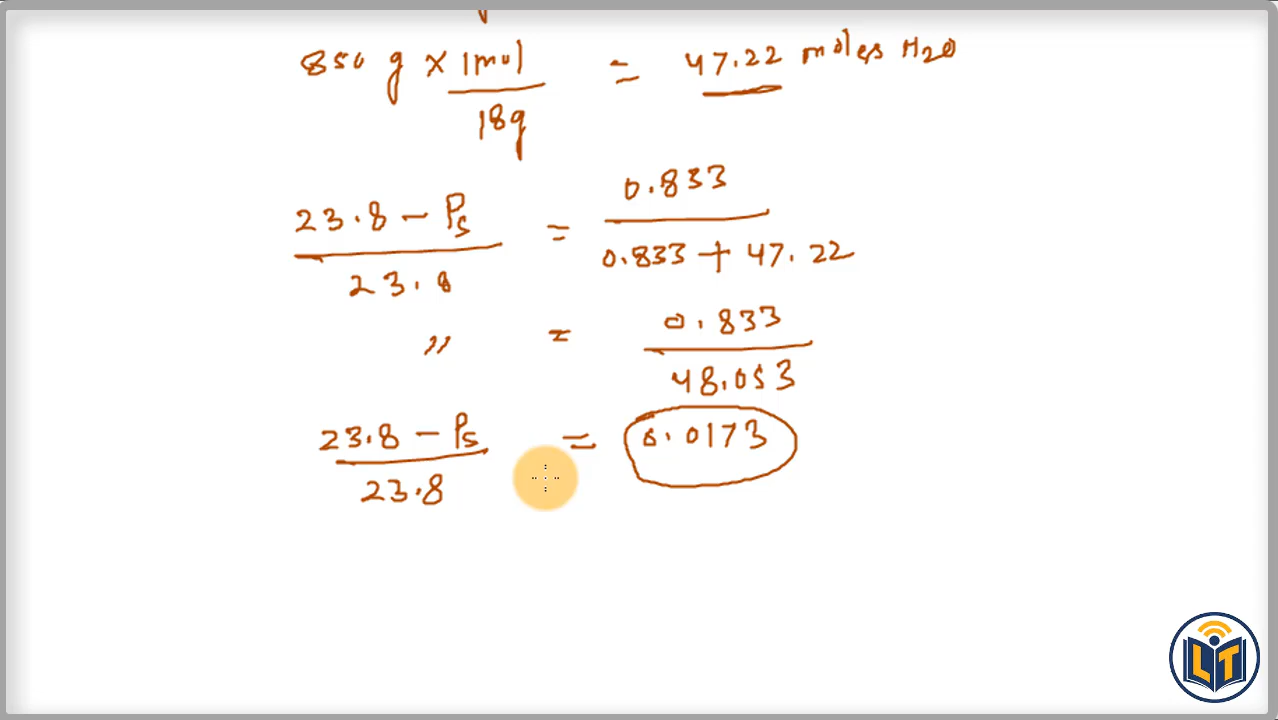 850 g × 1mol / 18g = 47.22 moles H2O
23.8 − Ps / 23.8 = 0.833 / 0.833 + 47.22
〃 = 0.833 / 48.053
23.8 − Ps / 23.8 = 0.0173
LT